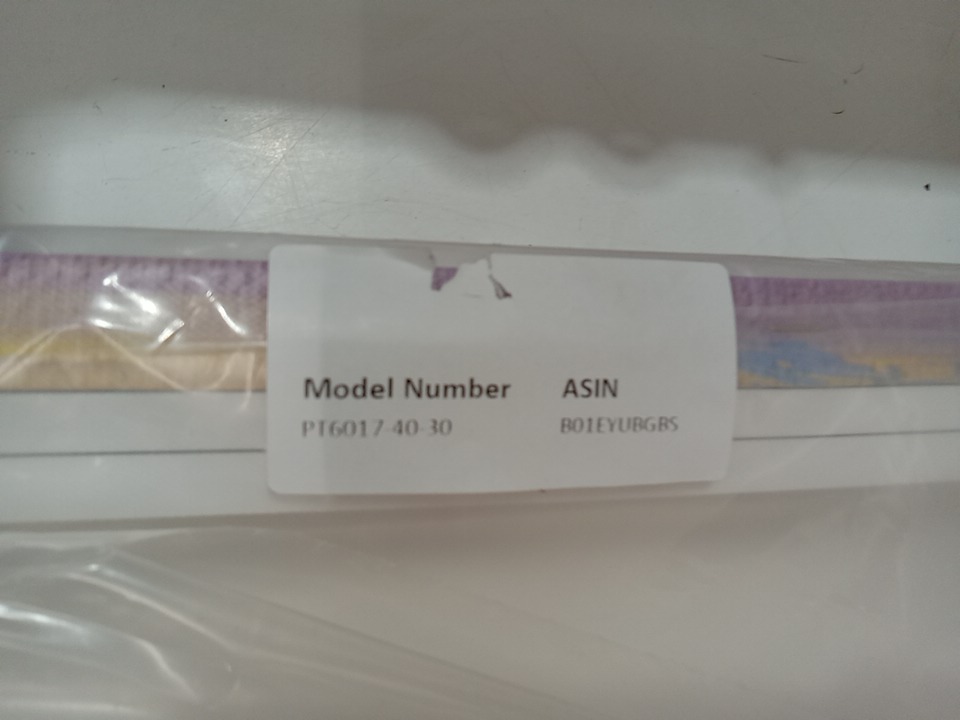 Model Number ASIN
PT6017-40-30 B01EYUBGBS